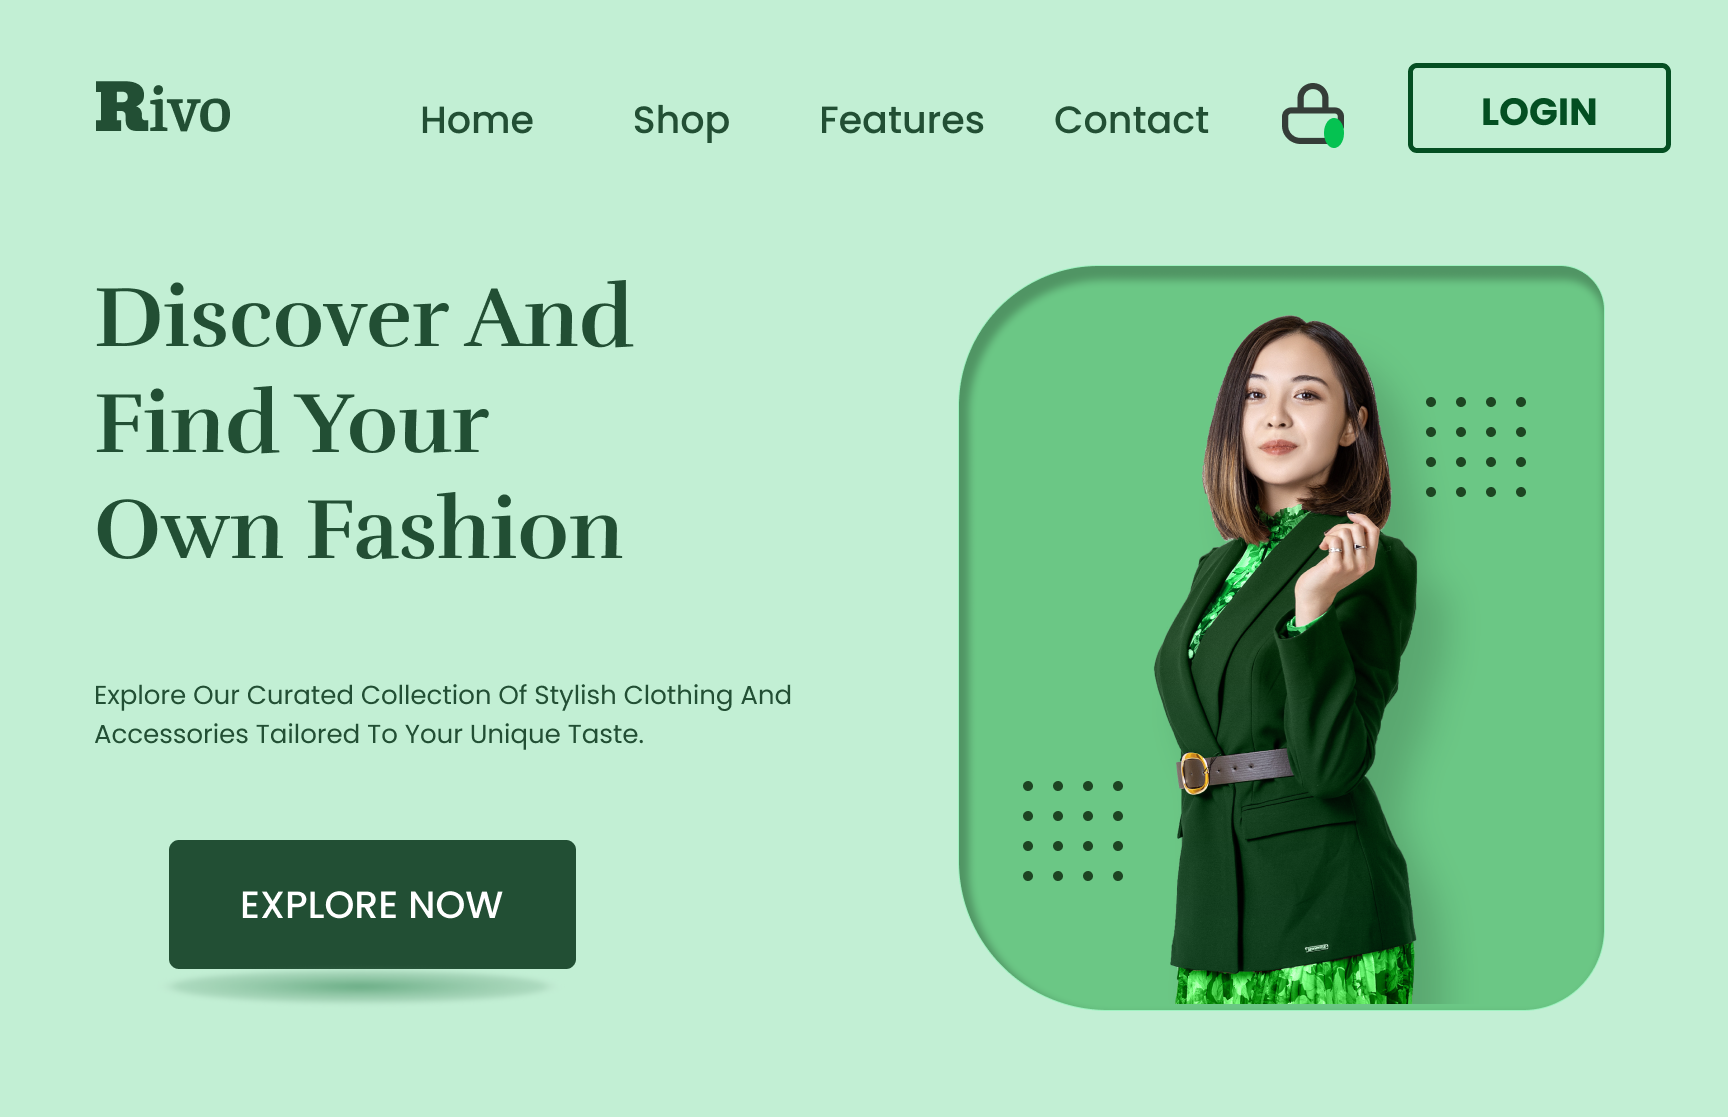 Rivo
Home
Shop
Features
Contact
LOGIN
Discover And
Find Your
Own Fashion
Explore Our Curated Collection Of Stylish Clothing And
Accessories Tailored To Your Unique Taste.
EXPLORE NOW